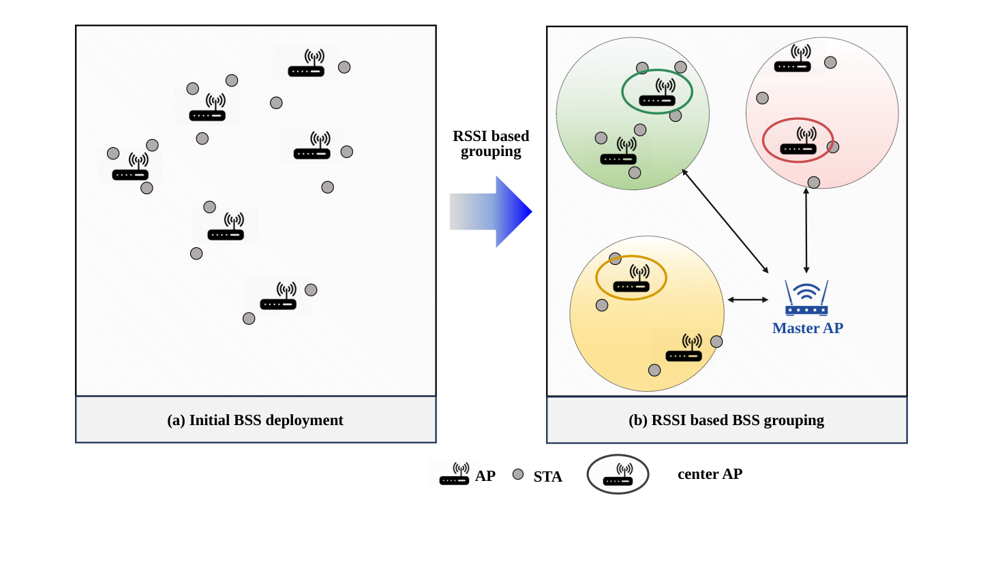 RSSI based
grouping
Master AP
(a) Initial BSS deployment
(b) RSSI based BSS grouping
AP
STA
center AP